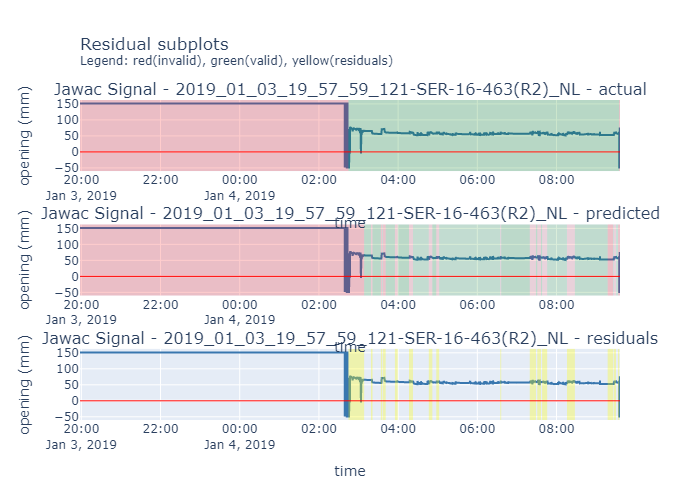 Residual subplots
Legend: red(invalid), green(valid), yellow(residuals)
Jawac Signal - 2019_01_03_19_57_59_121-SER-16-463(R2)_NL - actual
opening (mm)
150
100
50
0
−50
20:00 22:00 00:00 02:00 04:00 06:00 08:00
Jan 3, 2019 Jan 4, 2019
time
Jawac Signal - 2019_01_03_19_57_59_121-SER-16-463(R2)_NL - predicted
opening (mm)
150
100
50
0
−50
20:00 22:00 00:00 02:00 04:00 06:00 08:00
Jan 3, 2019 Jan 4, 2019
time
Jawac Signal - 2019_01_03_19_57_59_121-SER-16-463(R2)_NL - residuals
opening (mm)
150
100
50
0
−50
20:00 22:00 00:00 02:00 04:00 06:00 08:00
Jan 3, 2019 Jan 4, 2019
time